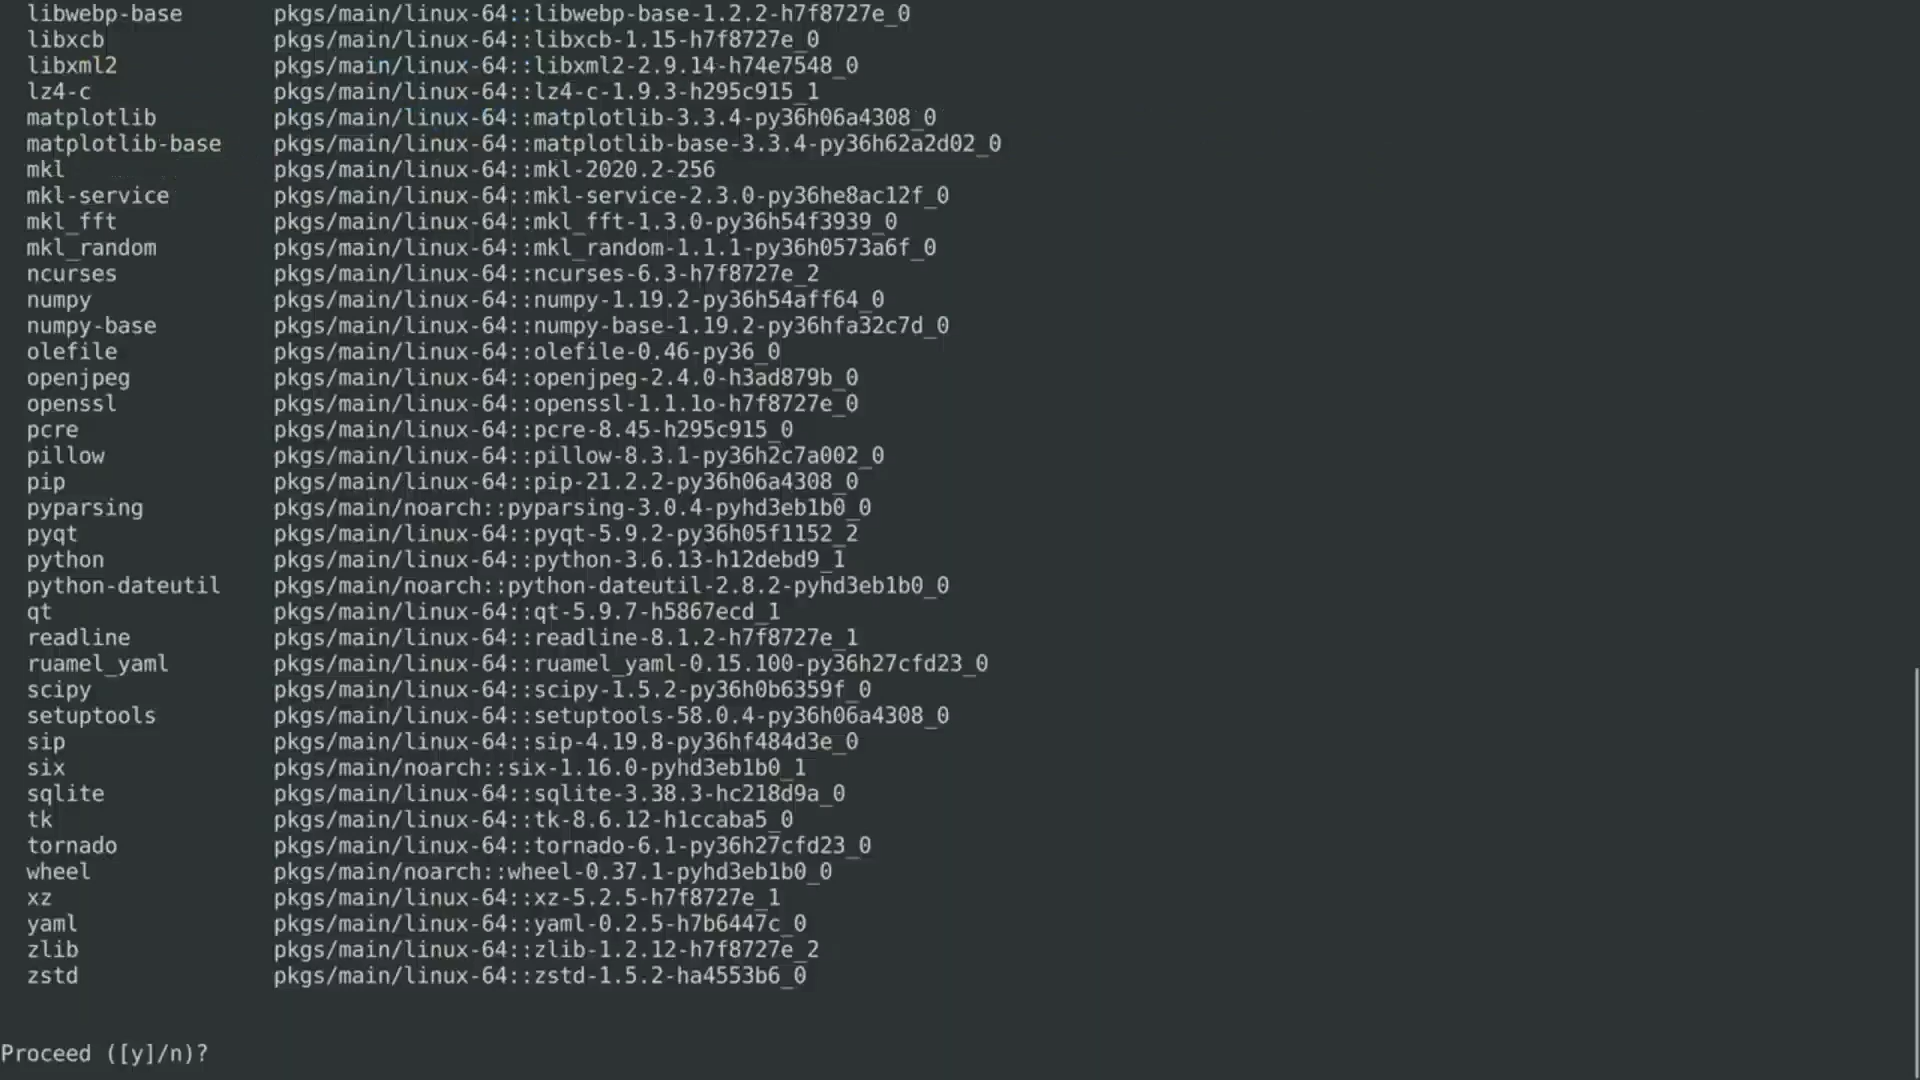 libwebp-base pkgs/main/linux-64::libwebp-base-1.2.2-h7f8727e_0
libxcb pkgs/main/linux-64::libxcb-1.15-h7f8727e_0
libxml2 pkgs/main/linux-64::libxml2-2.9.14-h74e7548_0
lz4-c pkgs/main/linux-64::lz4-c-1.9.3-h295c915_1
matplotlib pkgs/main/linux-64::matplotlib-3.3.4-py36h06a4308_0
matplotlib-base pkgs/main/linux-64::matplotlib-base-3.3.4-py36h62a2d02_0
mkl pkgs/main/linux-64::mkl-2020.2-256
mkl-service pkgs/main/linux-64::mkl-service-2.3.0-py36he8ac12f_0
mkl_fft pkgs/main/linux-64::mkl_fft-1.3.0-py36h54f3939_0
mkl_random pkgs/main/linux-64::mkl_random-1.1.1-py36h0573a6f_0
ncurses pkgs/main/linux-64::ncurses-6.3-h7f8727e_2
numpy pkgs/main/linux-64::numpy-1.19.2-py36h54aff64_0
numpy-base pkgs/main/linux-64::numpy-base-1.19.2-py36hfa32c7d_0
olefile pkgs/main/linux-64::olefile-0.46-py36_0
openjpeg pkgs/main/linux-64::openjpeg-2.4.0-h3ad879b_0
openssl pkgs/main/linux-64::openssl-1.1.1o-h7f8727e_0
pcre pkgs/main/linux-64::pcre-8.45-h295c915_0
pillow pkgs/main/linux-64::pillow-8.3.1-py36h2c7a002_0
pip pkgs/main/linux-64::pip-21.2.2-py36h06a4308_0
pyparsing pkgs/main/noarch::pyparsing-3.0.4-pyhd3eb1b0_0
pyqt pkgs/main/linux-64::pyqt-5.9.2-py36h05f1152_2
python pkgs/main/linux-64::python-3.6.13-h12debd9_1
python-dateutil pkgs/main/noarch::python-dateutil-2.8.2-pyhd3eb1b0_0
qt pkgs/main/linux-64::qt-5.9.7-h5867ecd_1
readline pkgs/main/linux-64::readline-8.1.2-h7f8727e_1
ruamel_yaml pkgs/main/linux-64::ruamel_yaml-0.15.100-py36h27cfd23_0
scipy pkgs/main/linux-64::scipy-1.5.2-py36h0b6359f_0
setuptools pkgs/main/linux-64::setuptools-58.0.4-py36h06a4308_0
sip pkgs/main/linux-64::sip-4.19.8-py36hf484d3e_0
six pkgs/main/noarch::six-1.16.0-pyhd3eb1b0_1
sqlite pkgs/main/linux-64::sqlite-3.38.3-hc218d9a_0
tk pkgs/main/linux-64::tk-8.6.12-h1ccaba5_0
tornado pkgs/main/linux-64::tornado-6.1-py36h27cfd23_0
wheel pkgs/main/noarch::wheel-0.37.1-pyhd3eb1b0_0
xz pkgs/main/linux-64::xz-5.2.5-h7f8727e_1
yaml pkgs/main/linux-64::yaml-0.2.5-h7b6447c_0
zlib pkgs/main/linux-64::zlib-1.2.12-h7f8727e_2
zstd pkgs/main/linux-64::zstd-1.5.2-ha4553b6_0
Proceed ([y]/n)?